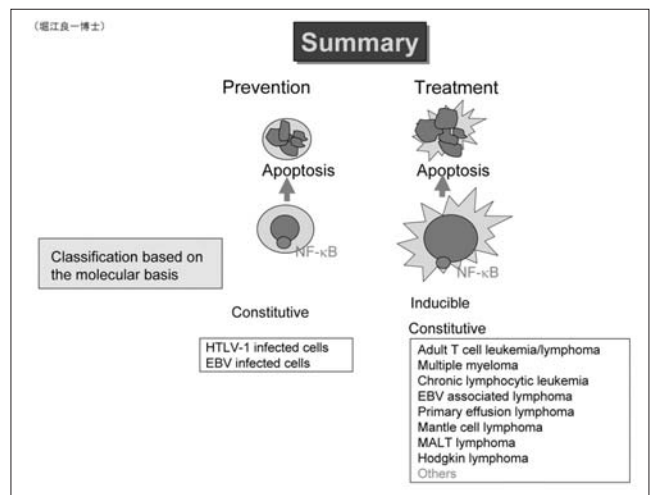 （堀江良一博士）
Summary
Prevention
Treatment
Apoptosis
Apoptosis
NF-κB
NF-κB
Classification based on
the molecular basis
Constitutive
HTLV-1 infected cells
EBV infected cells
Inducible
Constitutive
Adult T cell leukemia/lymphoma
Multiple myeloma
Chronic lymphocytic leukemia
EBV associated lymphoma
Primary effusion lymphoma
Mantle cell lymphoma
MALT lymphoma
Hodgkin lymphoma
Others